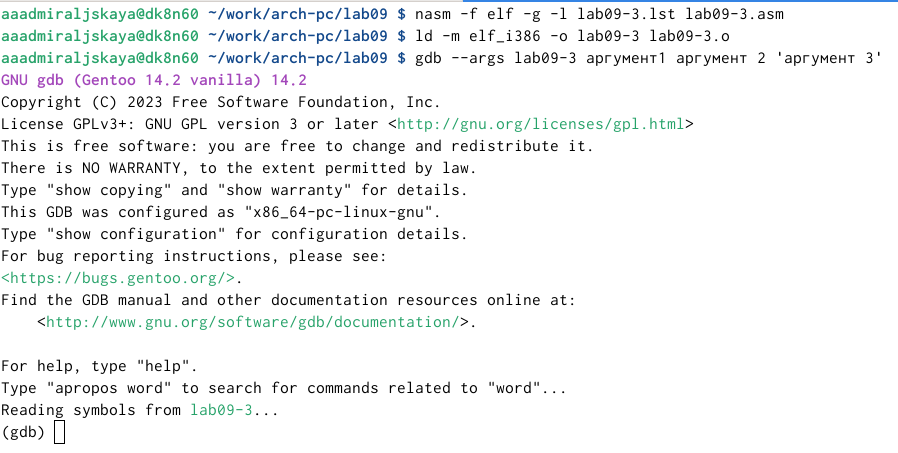 aaadmiraljskaya@dk8n60 ~/work/arch-pc/lab09 $ nasm -f elf -g -l lab09-3.lst lab09-3.asm
aaadmiraljskaya@dk8n60 ~/work/arch-pc/lab09 $ ld -m elf_i386 -o lab09-3 lab09-3.o
aaadmiraljskaya@dk8n60 ~/work/arch-pc/lab09 $ gdb --args lab09-3 аргумент1 аргумент 2 'аргумент 3'
GNU gdb (Gentoo 14.2 vanilla) 14.2
Copyright (C) 2023 Free Software Foundation, Inc.
License GPLv3+: GNU GPL version 3 or later <http://gnu.org/licenses/gpl.html>
This is free software: you are free to change and redistribute it.
There is NO WARRANTY, to the extent permitted by law.
Type "show copying" and "show warranty" for details.
This GDB was configured as "x86_64-pc-linux-gnu".
Type "show configuration" for configuration details.
For bug reporting instructions, please see:
<https://bugs.gentoo.org/>.
Find the GDB manual and other documentation resources online at:
    <http://www.gnu.org/software/gdb/documentation/>.

For help, type "help".
Type "apropos word" to search for commands related to "word"...
Reading symbols from lab09-3...
(gdb)